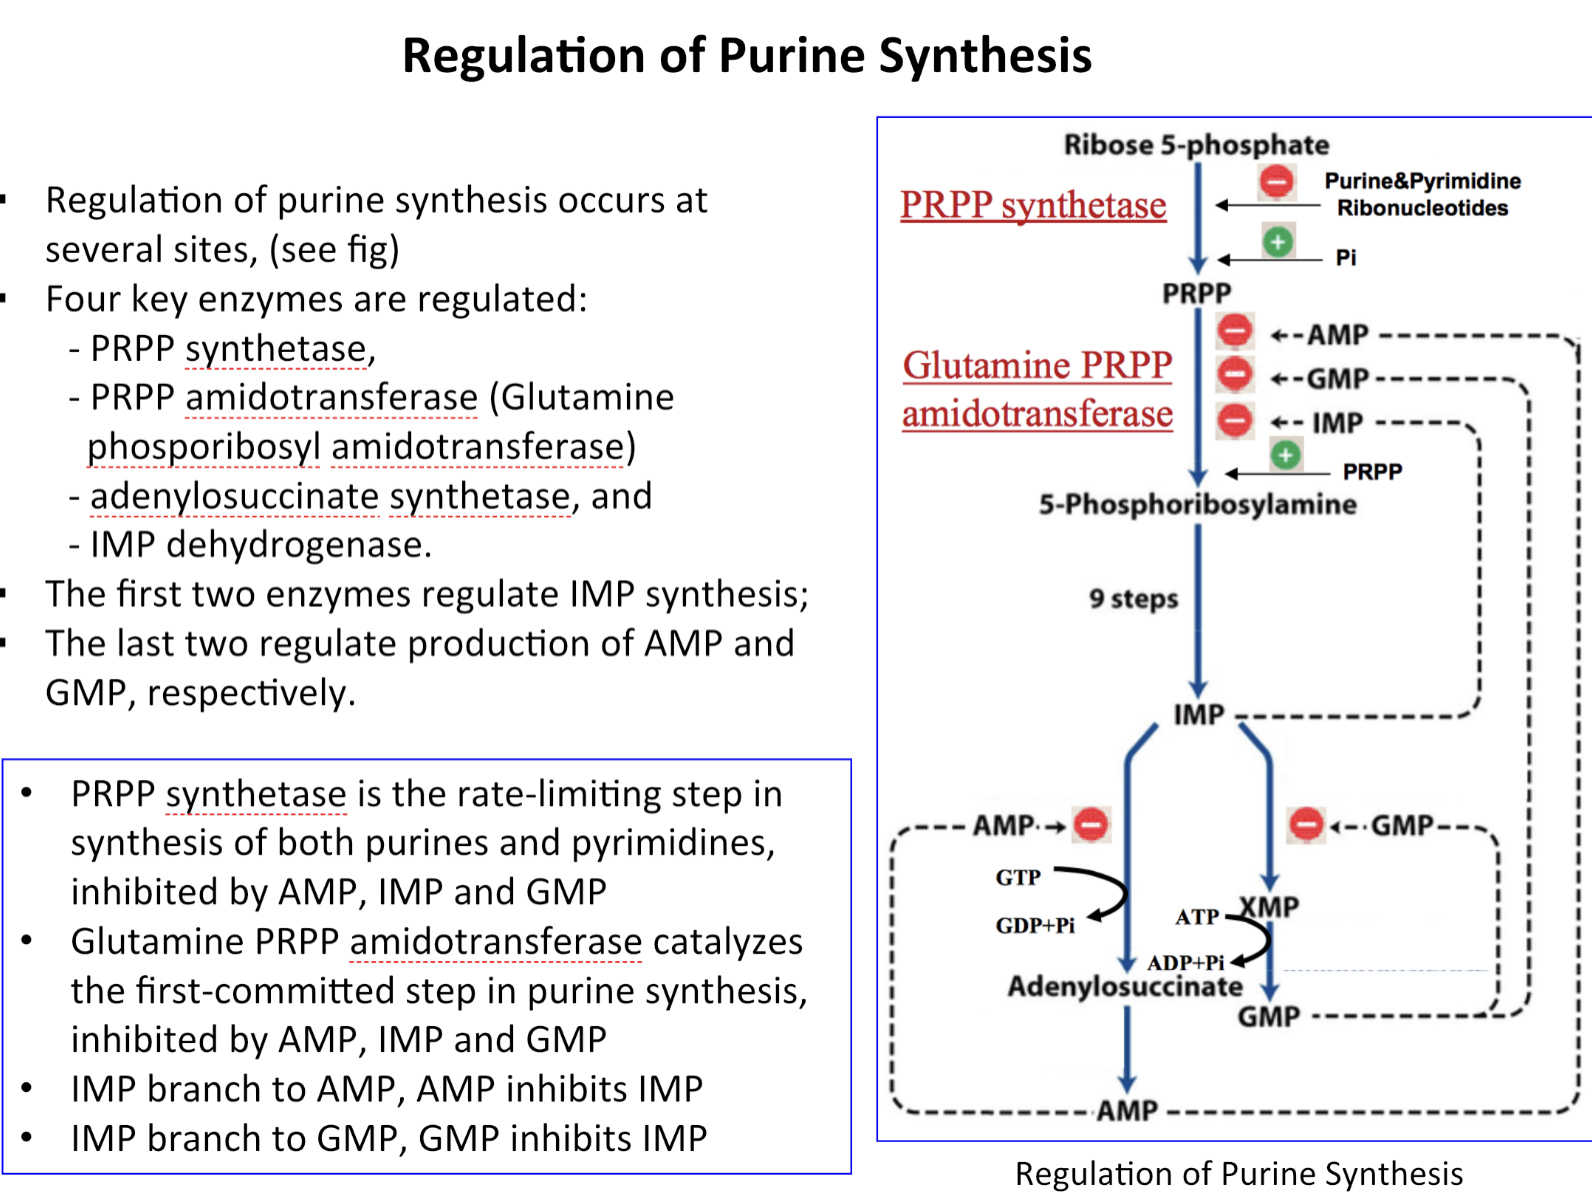 Regulation of Purine Synthesis
▪ Regulation of purine synthesis occurs at
several sites, (see fig)
▪ Four key enzymes are regulated:
- PRPP synthetase,
- PRPP amidotransferase (Glutamine
phosporibosyl amidotransferase)
- adenylosuccinate synthetase, and
- IMP dehydrogenase.
▪ The first two enzymes regulate IMP synthesis;
▪ The last two regulate production of AMP and
GMP, respectively.
• PRPP synthetase is the rate-limiting step in
synthesis of both purines and pyrimidines,
inhibited by AMP, IMP and GMP
• Glutamine PRPP amidotransferase catalyzes
the first-committed step in purine synthesis,
inhibited by AMP, IMP and GMP
• IMP branch to AMP, AMP inhibits IMP
• IMP branch to GMP, GMP inhibits IMP
Ribose 5-phosphate
PRPP synthetase
Purine&Pyrimidine
Ribonucleotides
Pi
PRPP
AMP
Glutamine PRPP
amidotransferase
GMP
IMP
PRPP
5-Phosphoribosylamine
9 steps
IMP
AMP
GMP
GTP
GDP+Pi
XMP
ATP
ADP+Pi
Adenylosuccinate
GMP
AMP
Regulation of Purine Synthesis